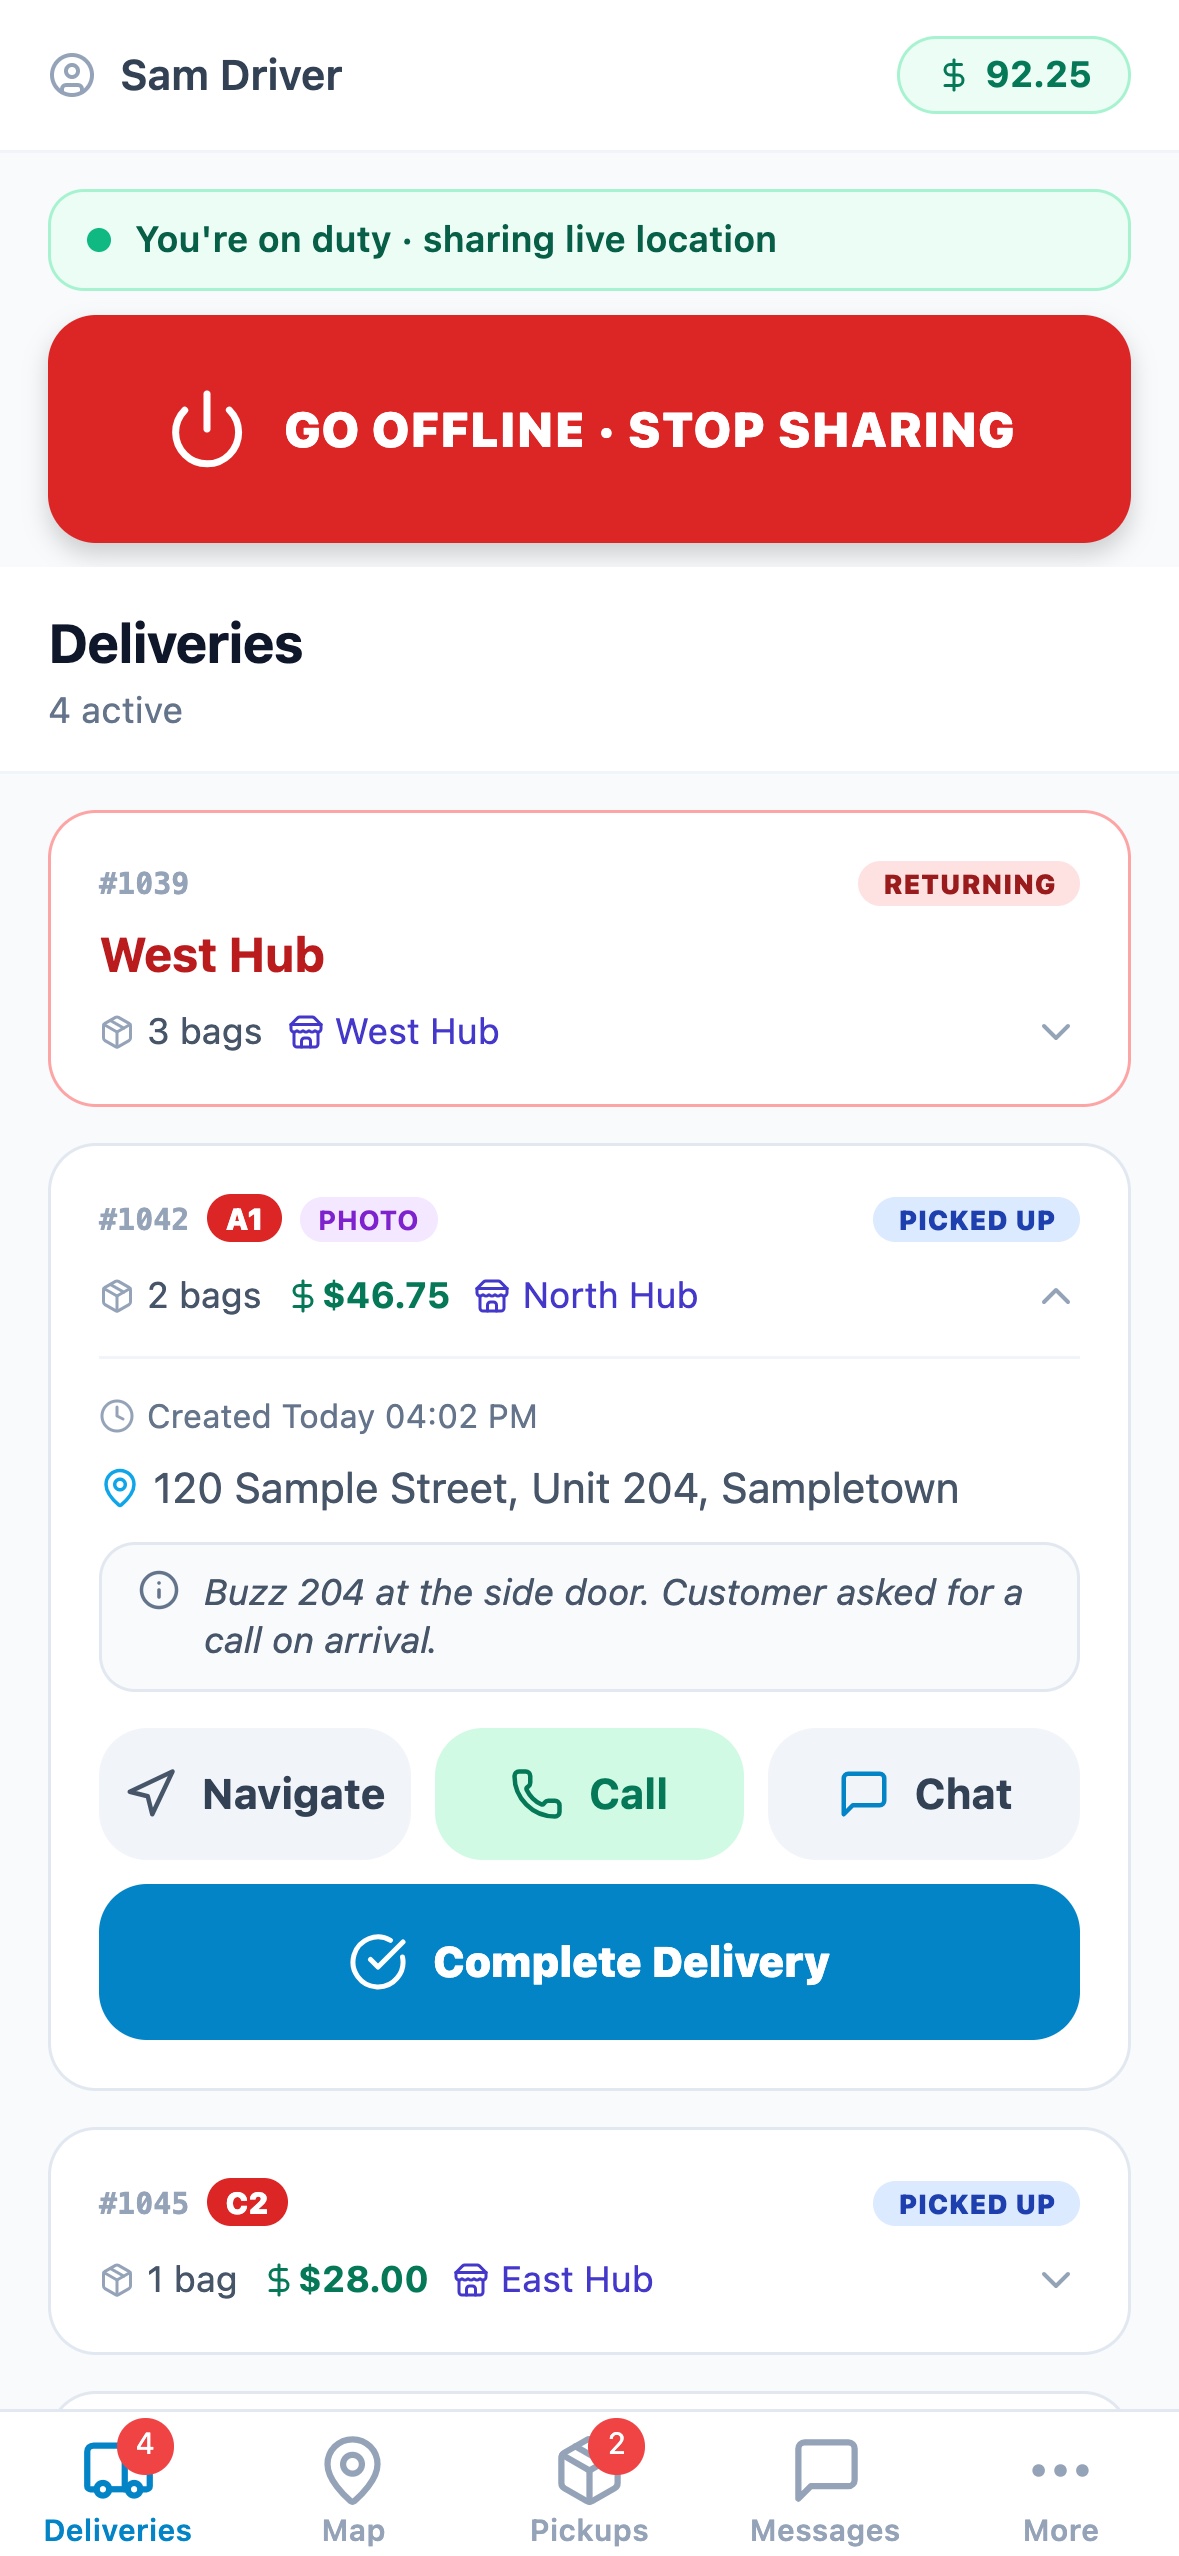 Sam Driver
$ 92.25
You're on duty · sharing live location
GO OFFLINE · STOP SHARING
Deliveries
4 active
#1039
RETURNING
West Hub
3 bags West Hub
#1042 A1 PHOTO
PICKED UP
2 bags $ $46.75 North Hub
Created Today 04:02 PM
120 Sample Street, Unit 204, Sampletown
Buzz 204 at the side door. Customer asked for a
call on arrival.
Navigate
Call
Chat
Complete Delivery
#1045 C2
PICKED UP
1 bag $ $28.00 East Hub
4
2
Deliveries
Map
Pickups
Messages
More